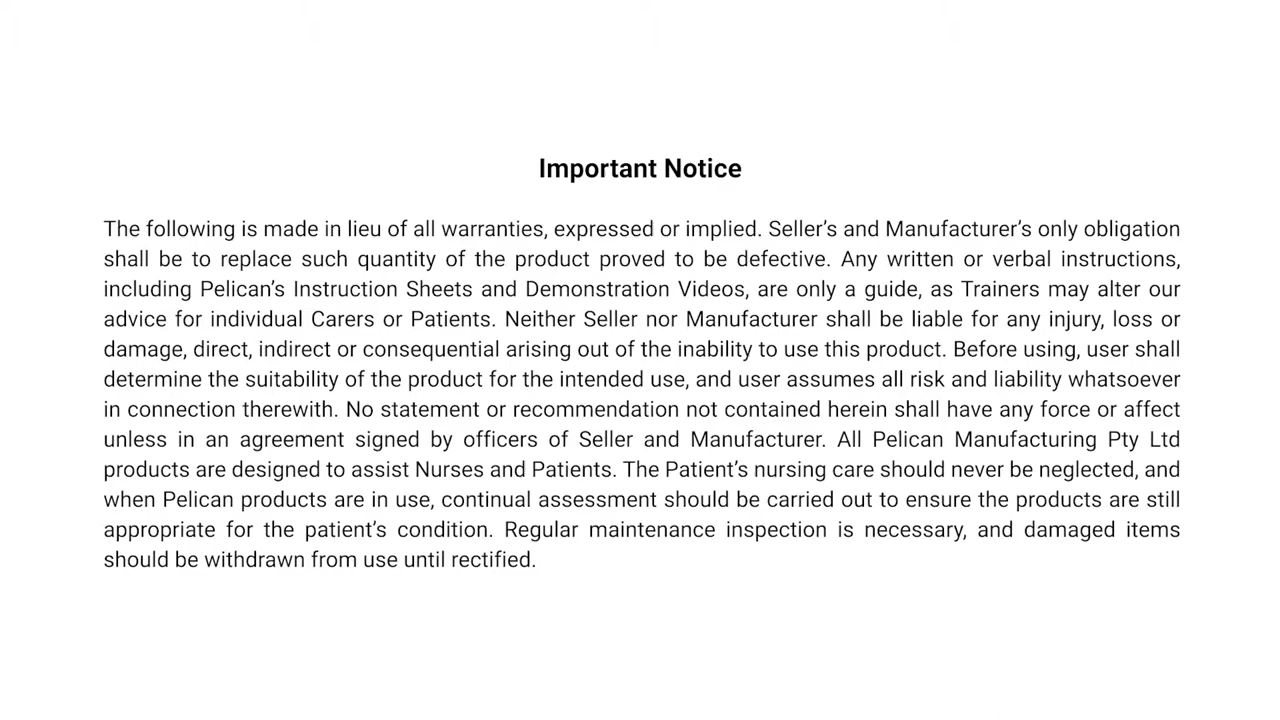 Important Notice
The following is made in lieu of all warranties, expressed or implied. Seller’s and Manufacturer’s only obligation
shall be to replace such quantity of the product proved to be defective. Any written or verbal instructions,
including Pelican’s Instruction Sheets and Demonstration Videos, are only a guide, as Trainers may alter our
advice for individual Carers or Patients. Neither Seller nor Manufacturer shall be liable for any injury, loss or
damage, direct, indirect or consequential arising out of the inability to use this product. Before using, user shall
determine the suitability of the product for the intended use, and user assumes all risk and liability whatsoever
in connection therewith. No statement or recommendation not contained herein shall have any force or affect
unless in an agreement signed by officers of Seller and Manufacturer. All Pelican Manufacturing Pty Ltd
products are designed to assist Nurses and Patients. The Patient’s nursing care should never be neglected, and
when Pelican products are in use, continual assessment should be carried out to ensure the products are still
appropriate for the patient’s condition. Regular maintenance inspection is necessary, and damaged items
should be withdrawn from use until rectified.